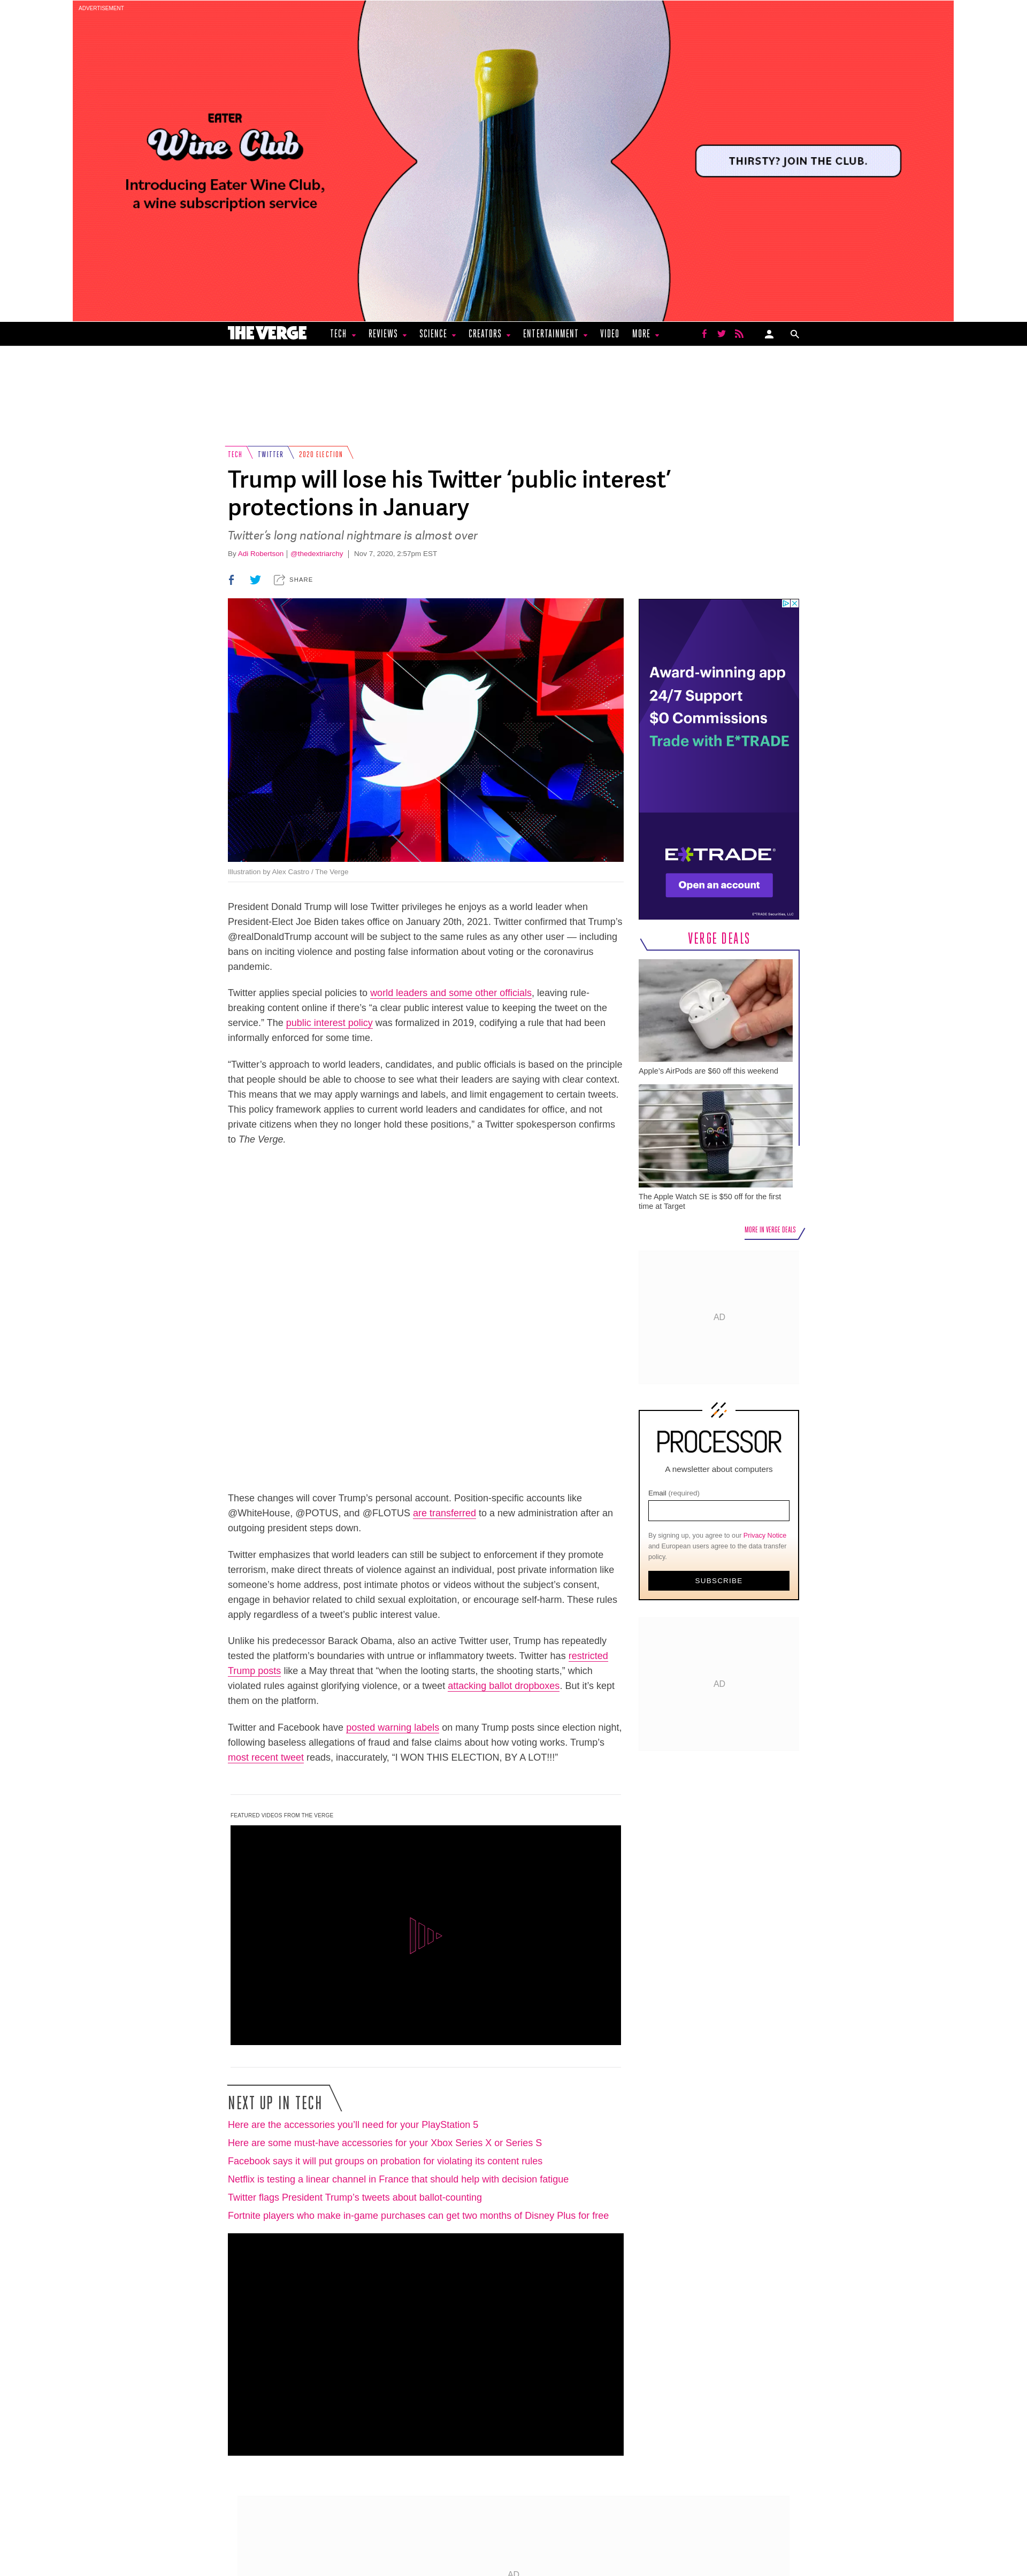 ADVERTISEMENT
EATER
Wine Club
Introducing Eater Wine Club,
a wine subscription service
THIRSTY? JOIN THE CLUB.
THE VERGE
TECH REVIEWS SCIENCE CREATORS ENTERTAINMENT VIDEO MORE
TECH TWITTER 2020 ELECTION
Trump will lose his Twitter ‘public interest’
protections in January
Twitter’s long national nightmare is almost over
By Adi Robertson | @thedextriarchy | Nov 7, 2020, 2:57pm EST
SHARE
Illustration by Alex Castro / The Verge
President Donald Trump will lose Twitter privileges he enjoys as a world leader when
President-Elect Joe Biden takes office on January 20th, 2021. Twitter confirmed that Trump’s
@realDonaldTrump account will be subject to the same rules as any other user — including
bans on inciting violence and posting false information about voting or the coronavirus
pandemic.
Twitter applies special policies to world leaders and some other officials, leaving rule-
breaking content online if there’s “a clear public interest value to keeping the tweet on the
service.” The public interest policy was formalized in 2019, codifying a rule that had been
informally enforced for some time.
“Twitter’s approach to world leaders, candidates, and public officials is based on the principle
that people should be able to choose to see what their leaders are saying with clear context.
This means that we may apply warnings and labels, and limit engagement to certain tweets.
This policy framework applies to current world leaders and candidates for office, and not
private citizens when they no longer hold these positions,” a Twitter spokesperson confirms
to The Verge.
These changes will cover Trump’s personal account. Position-specific accounts like
@WhiteHouse, @POTUS, and @FLOTUS are transferred to a new administration after an
outgoing president steps down.
Twitter emphasizes that world leaders can still be subject to enforcement if they promote
terrorism, make direct threats of violence against an individual, post private information like
someone’s home address, post intimate photos or videos without the subject’s consent,
engage in behavior related to child sexual exploitation, or encourage self-harm. These rules
apply regardless of a tweet’s public interest value.
Unlike his predecessor Barack Obama, also an active Twitter user, Trump has repeatedly
tested the platform’s boundaries with untrue or inflammatory tweets. Twitter has restricted
Trump posts like a May threat that “when the looting starts, the shooting starts,” which
violated rules against glorifying violence, or a tweet attacking ballot dropboxes. But it’s kept
them on the platform.
Twitter and Facebook have posted warning labels on many Trump posts since election night,
following baseless allegations of fraud and false claims about how voting works. Trump’s
most recent tweet reads, inaccurately, “I WON THIS ELECTION, BY A LOT!!!”
FEATURED VIDEOS FROM THE VERGE
NEXT UP IN TECH
Here are the accessories you’ll need for your PlayStation 5
Here are some must-have accessories for your Xbox Series X or Series S
Facebook says it will put groups on probation for violating its content rules
Netflix is testing a linear channel in France that should help with decision fatigue
Twitter flags President Trump’s tweets about ballot-counting
Fortnite players who make in-game purchases can get two months of Disney Plus for free
Award-winning app
24/7 Support
$0 Commissions
Trade with E*TRADE
E*TRADE
Open an account
E*TRADE Securities, LLC
VERGE DEALS
Apple’s AirPods are $60 off this weekend
The Apple Watch SE is $50 off for the first
time at Target
MORE IN VERGE DEALS
AD
PROCESSOR
A newsletter about computers
Email (required)
By signing up, you agree to our Privacy Notice
and European users agree to the data transfer
policy.
SUBSCRIBE
AD
AD